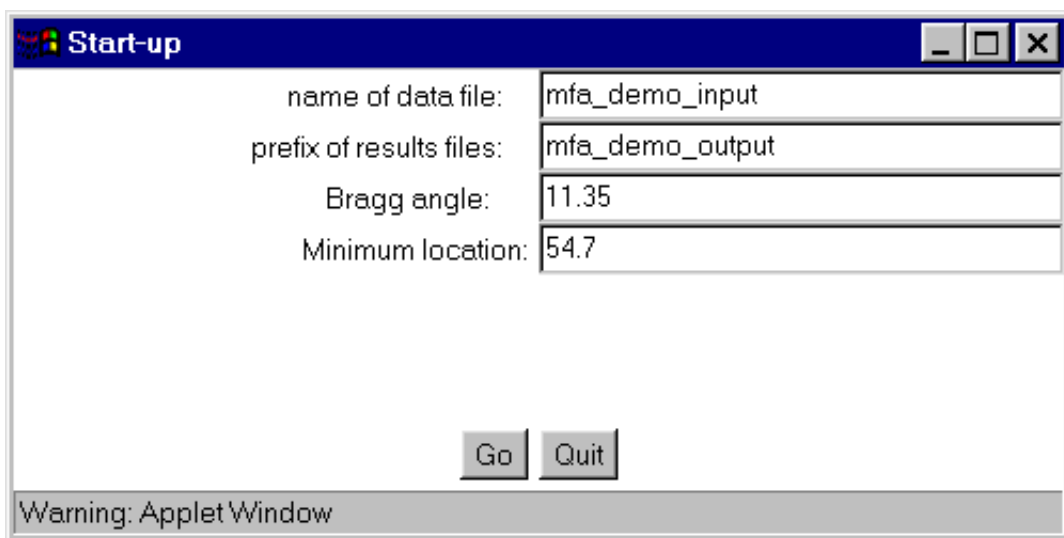 Start-up
name of data file: mfa_demo_input
prefix of results files: mfa_demo_output
Bragg angle: 11.35
Minimum location: 54.7
Go Quit
Warning: Applet Window